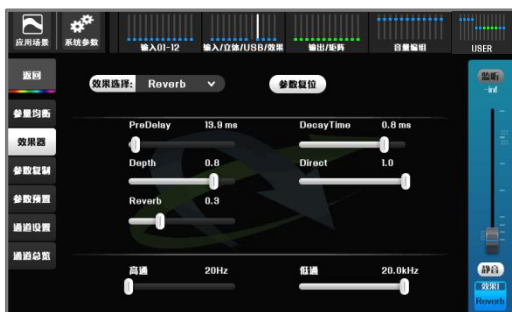 应用场景 系统参数 输入01-12 输入/立体/USB/效果 输出/矩阵 音量编组 USER
返回
效果选择: Reverb 参数复位
监听
-inf
参量均衡
PreDelay 13.9 ms DecayTime 0.8 ms
效果器
Depth 0.8 Direct 1.0
参数复制
参数预置
Reverb 0.3
通道设置
通道总览
高通 20Hz 低通 20.0kHz
静音
效果1
Reverb